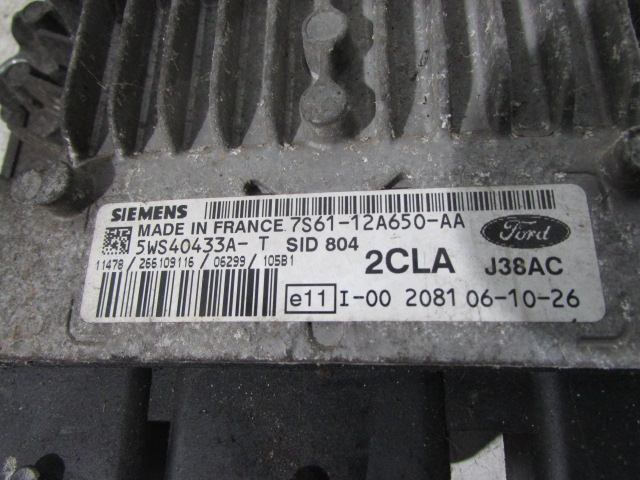 SIEMENS
MADE IN FRANCE 7S61-12A650-AA
5WS40433A- T SID 804
Ford
2CLA J38AC
11478 / 266109116 / 06299 / 105B1
e11 I-00 2081 06-10-26